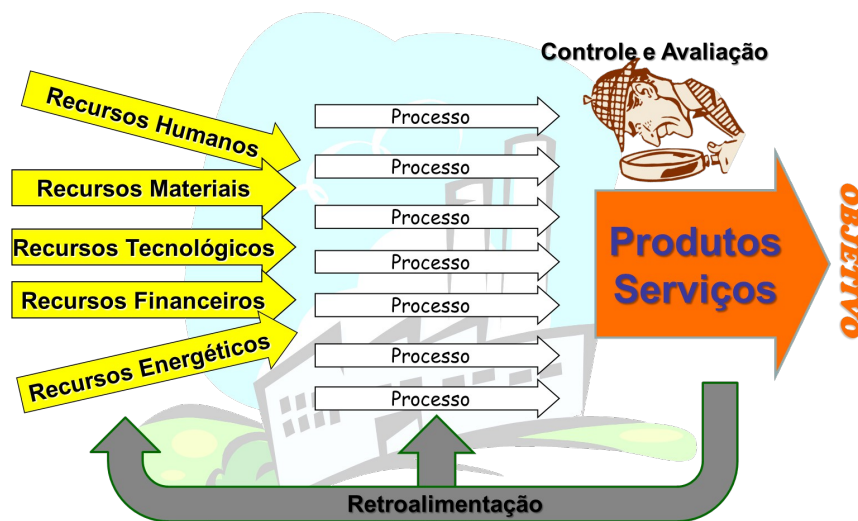 Controle e Avaliação
Recursos Humanos
Recursos Materiais
Recursos Tecnológicos
Recursos Financeiros
Recursos Energéticos
Processo
Processo
Processo
Processo
Processo
Processo
Processo
Produtos
Serviços
OBJETIVO
Retroalimentação